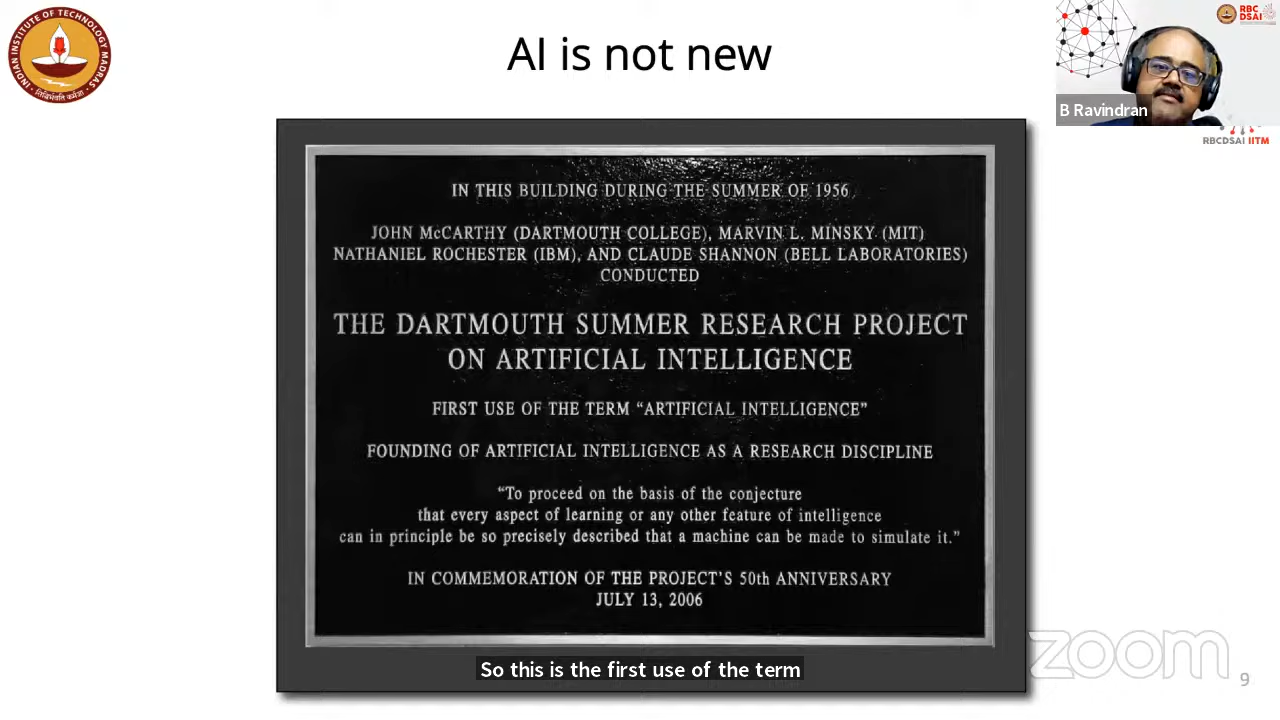 INDIAN INSTITUTE OF TECHNOLOGY MADRAS
सिद्धिर्भवति कर्मजा
AI is not new
RBC
DSAI
B Ravindran
RBCDSAI IITM
IN THIS BUILDING DURING THE SUMMER OF 1956
JOHN McCARTHY (DARTMOUTH COLLEGE), MARVIN L. MINSKY (MIT)
NATHANIEL ROCHESTER (IBM), AND CLAUDE SHANNON (BELL LABORATORIES)
CONDUCTED
THE DARTMOUTH SUMMER RESEARCH PROJECT
ON ARTIFICIAL INTELLIGENCE
FIRST USE OF THE TERM “ARTIFICIAL INTELLIGENCE”
FOUNDING OF ARTIFICIAL INTELLIGENCE AS A RESEARCH DISCIPLINE
“To proceed on the basis of the conjecture
that every aspect of learning or any other feature of intelligence
can in principle be so precisely described that a machine can be made to simulate it.”
IN COMMEMORATION OF THE PROJECT’S 50th ANNIVERSARY
JULY 13, 2006
So this is the first use of the term
zoom
9